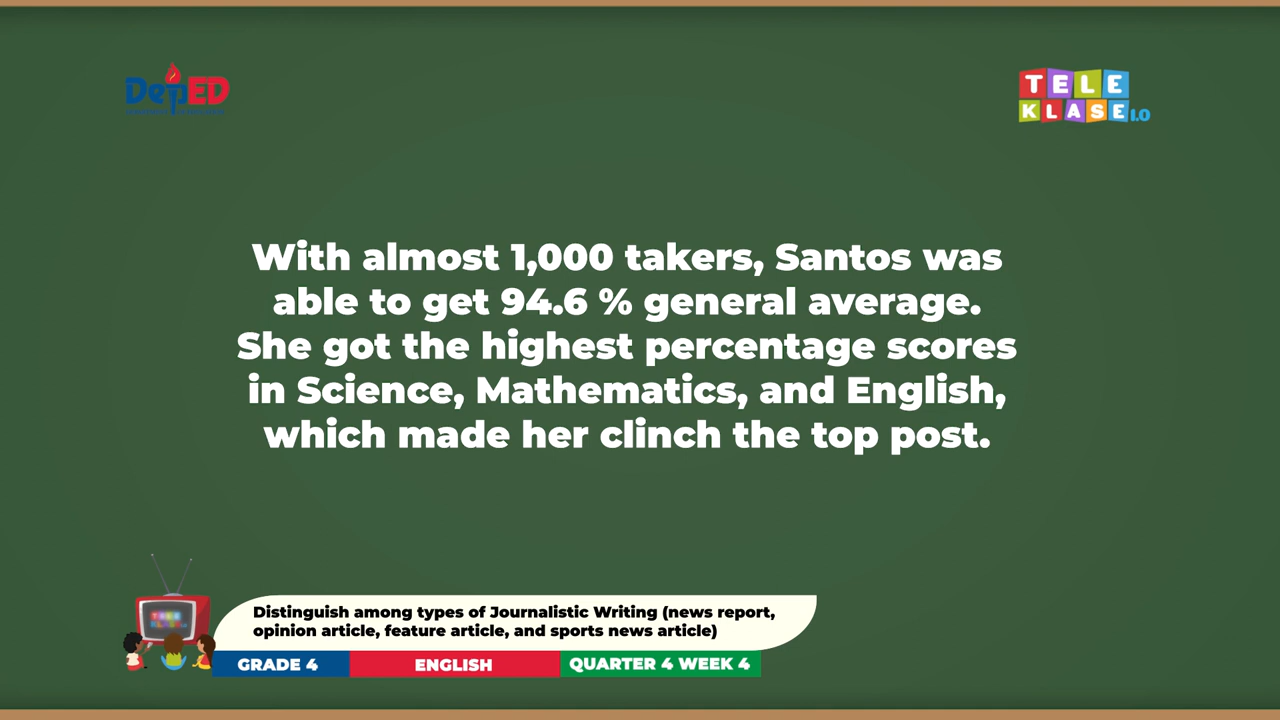 DepED
TELE
KLASE 1.0
With almost 1,000 takers, Santos was
able to get 94.6 % general average.
She got the highest percentage scores
in Science, Mathematics, and English,
which made her clinch the top post.
Distinguish among types of Journalistic Writing (news report,
opinion article, feature article, and sports news article)
GRADE 4 ENGLISH QUARTER 4 WEEK 4